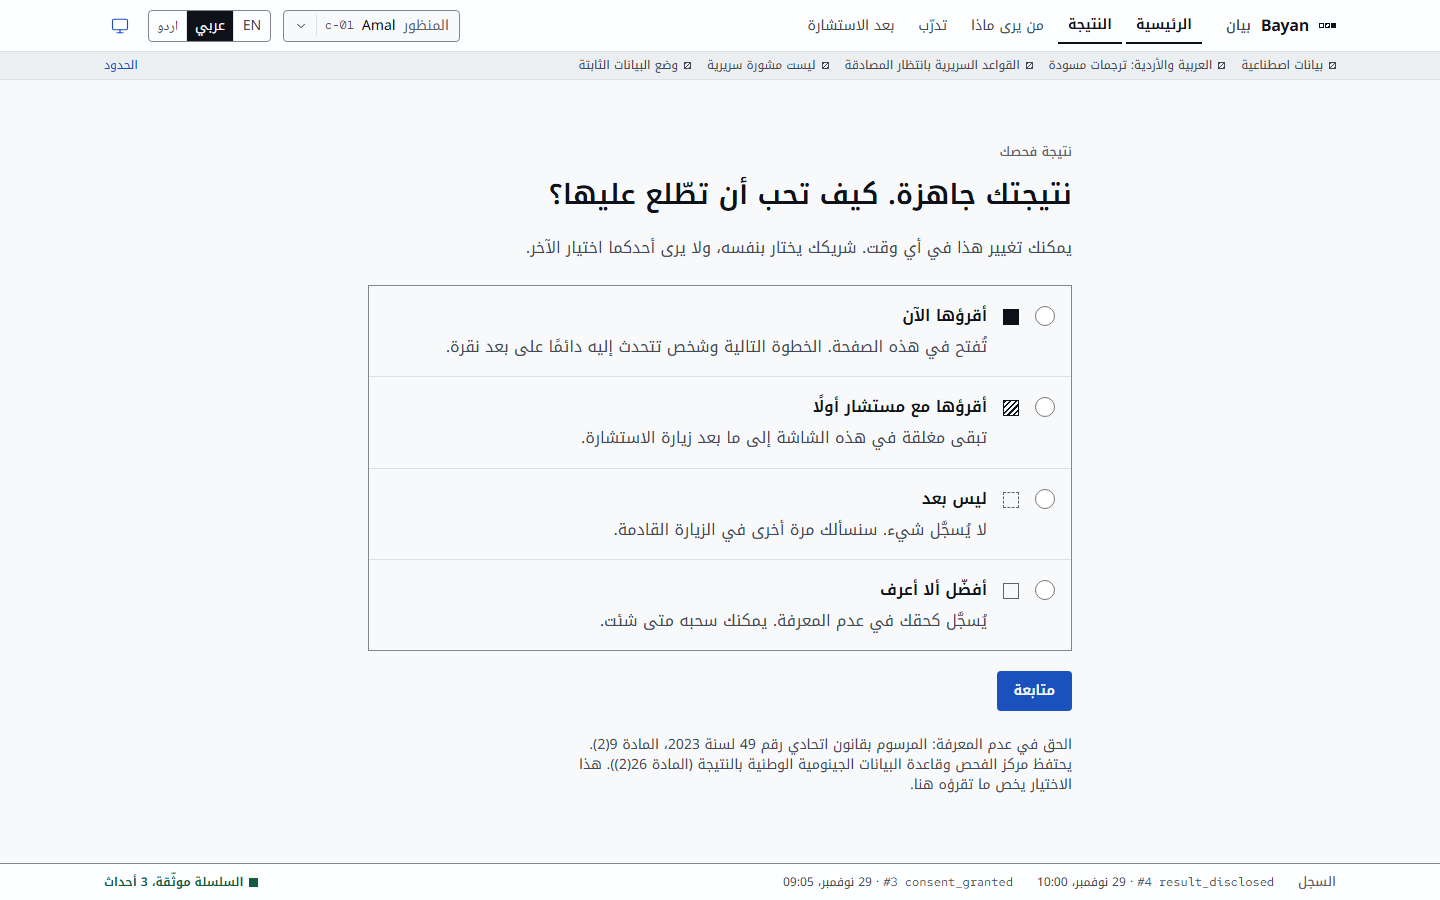 Bayan بيان
الرئيسية
النتيجة
من يرى ماذا
تدرّب
بعد الاستشارة
المنظور Amal c-01
EN
عربي
اردو
بيانات اصطناعية
العربية والأردية: ترجمات مسودة
القواعد السريرية بانتظار المصادقة
ليست مشورة سريرية
وضع البيانات الثابتة
الحدود
نتيجة فحصك
نتيجتك جاهزة. كيف تحب أن تطّلع عليها؟
يمكنك تغيير هذا في أي وقت. شريكك يختار بنفسه، ولا يرى أحدكما اختيار الآخر.
أقرؤها الآن
تُفتح في هذه الصفحة. الخطوة التالية وشخص تتحدث إليه دائمًا على بعد نقرة.
أقرؤها مع مستشار أولًا
تبقى مغلقة في هذه الشاشة إلى ما بعد زيارة الاستشارة.
ليس بعد
لا يُسجَّل شيء. سنسألك مرة أخرى في الزيارة القادمة.
أفضّل ألا أعرف
يُسجَّل كحقك في عدم المعرفة. يمكنك سحبه متى شئت.
متابعة
الحق في عدم المعرفة: المرسوم بقانون اتحادي رقم 49 لسنة 2023، المادة 9(2).
يحتفظ مركز الفحص وقاعدة البيانات الجينومية الوطنية بالنتيجة (المادة 26(2)). هذا
الاختيار يخص ما تقرؤه هنا.
السجل
#4 result_disclosed · 29 نوفمبر، 10:00
#3 consent_granted · 29 نوفمبر، 09:05
السلسلة موثّقة، 3 أحداث